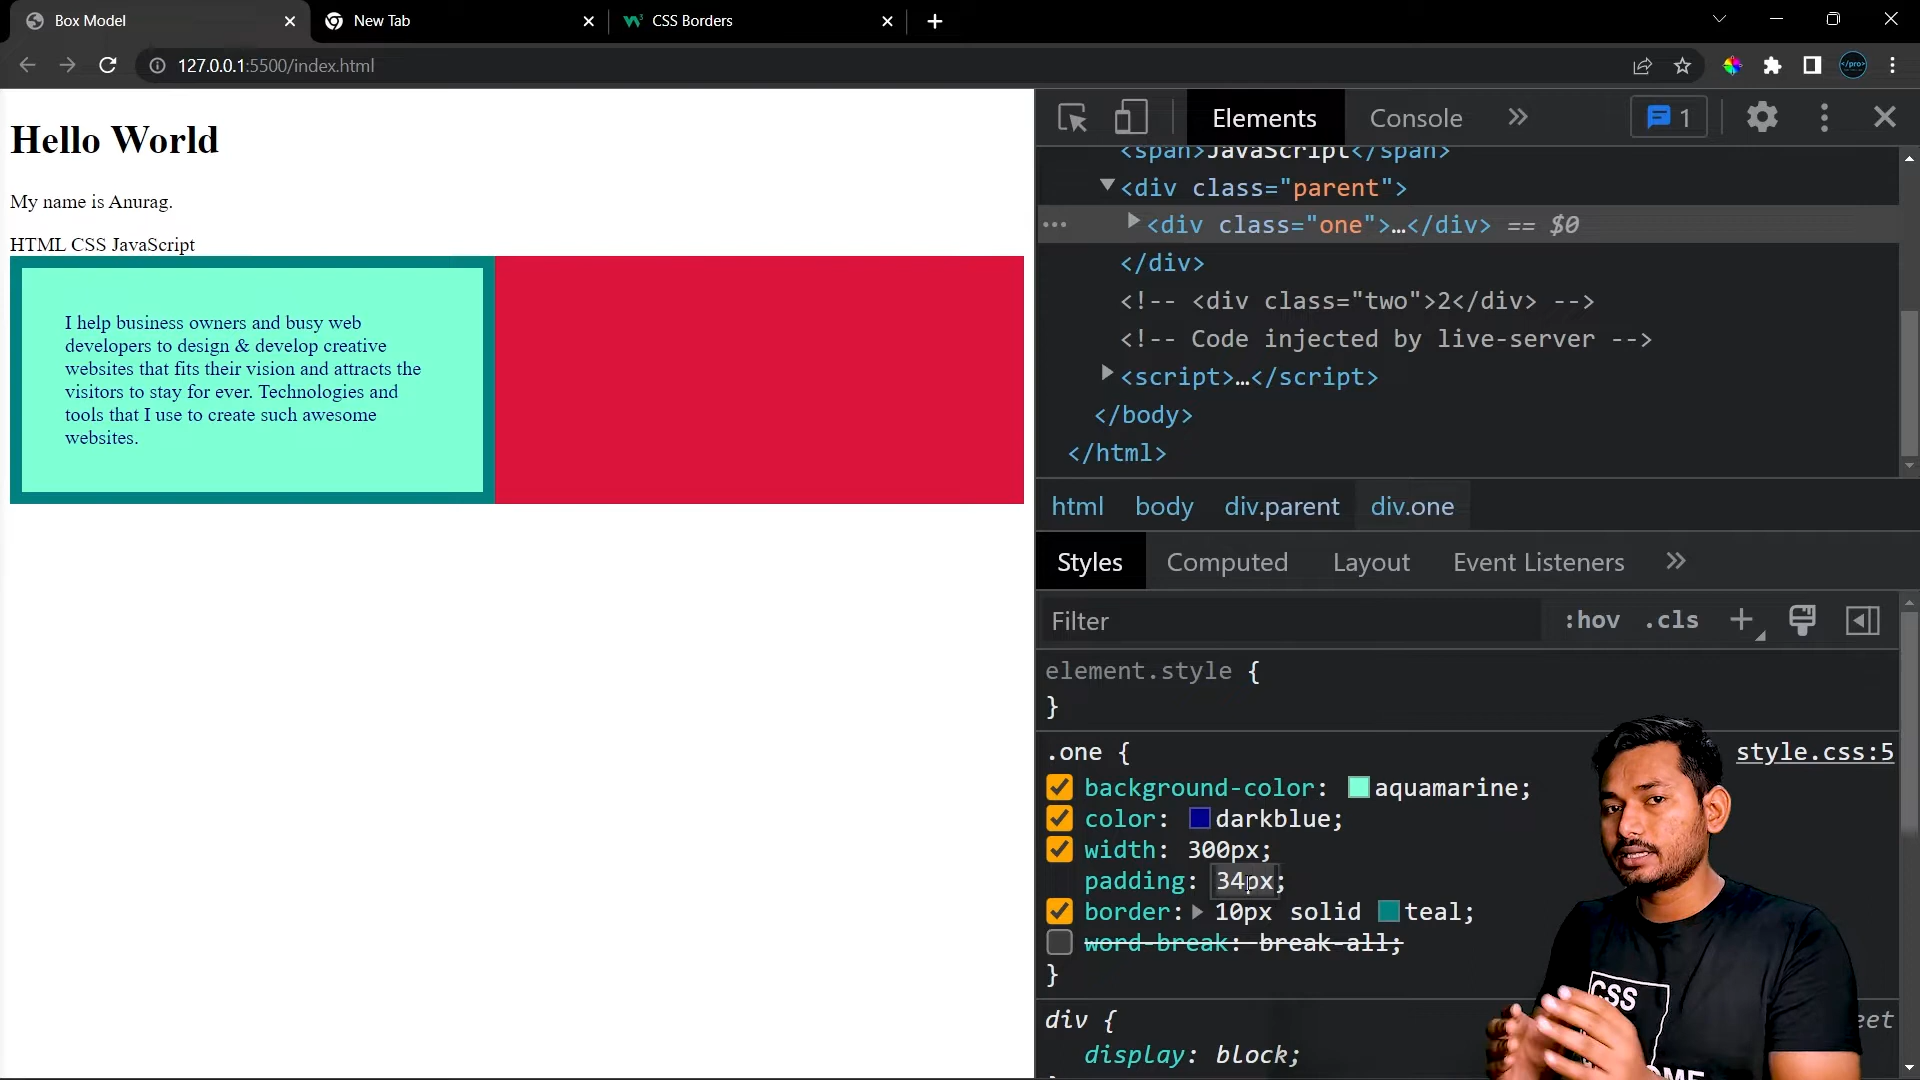 Box Model
New Tab
CSS Borders
127.0.0.1:5500/index.html
</pro>
Hello World
My name is Anurag.
HTML CSS JavaScript
I help business owners and busy web
developers to design & develop creative
websites that fits their vision and attracts the
visitors to stay for ever. Technologies and
tools that I use to create such awesome
websites.
Elements
Console
1
<span>JavaScript</span>
<div class="parent">
<div class="one">…</div> == $0
</div>
<!-- <div class="two">2</div> -->
<!-- Code injected by live-server -->
<script>…</script>
</body>
</html>
html body div.parent div.one
Styles Computed Layout Event Listeners
Filter
:hov .cls
element.style {
}
.one {
style.css:5
background-color: aquamarine;
color: darkblue;
width: 300px;
padding: 34px;
border: 10px solid teal;
word-break: break-all;
}
div {
display: block;
CSS